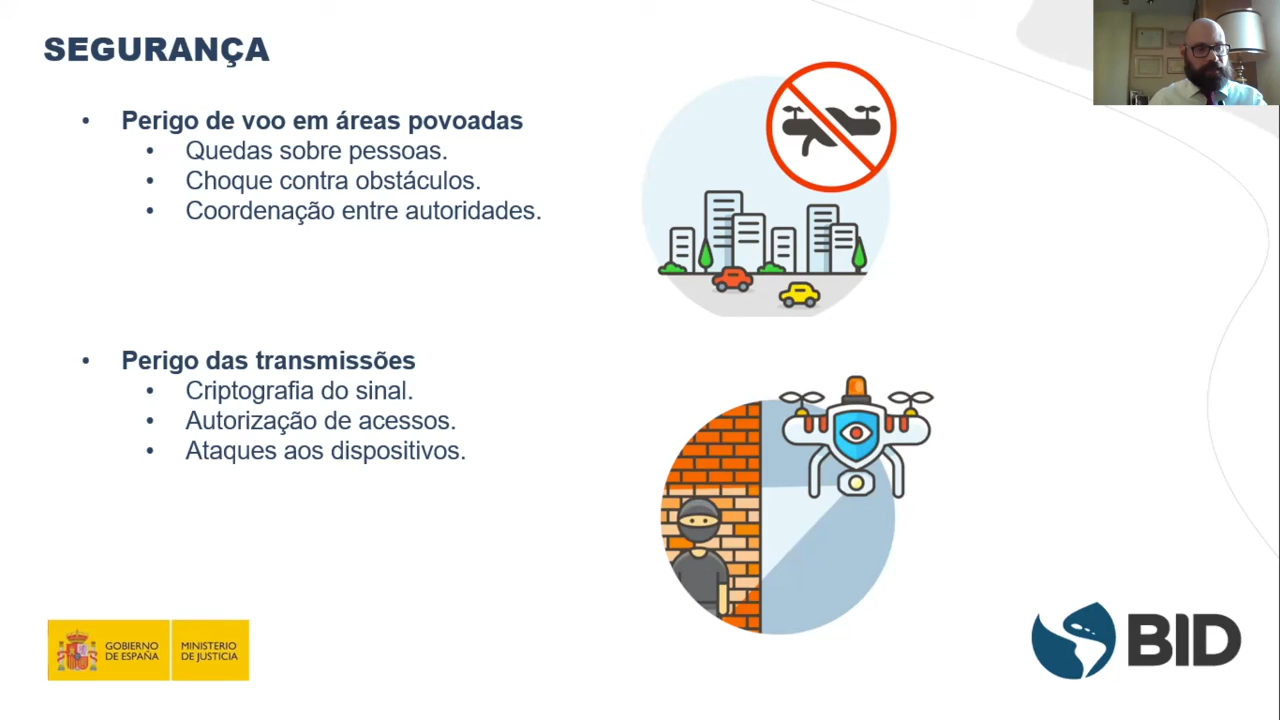 SEGURANÇA
• Perigo de voo em áreas povoadas
• Quedas sobre pessoas.
• Choque contra obstáculos.
• Coordenação entre autoridades.
• Perigo das transmissões
• Criptografia do sinal.
• Autorização de acessos.
• Ataques aos dispositivos.
GOBIERNO
DE ESPAÑA
MINISTERIO
DE JUSTICIA
BID